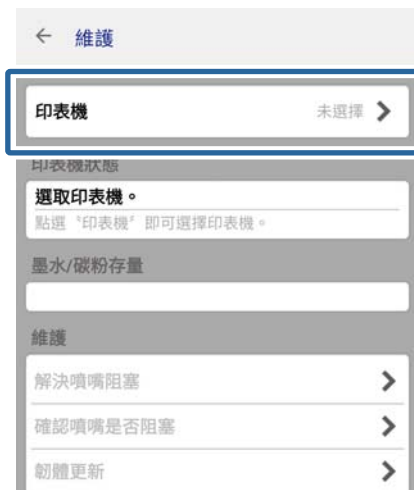 維護
印表機 未選擇
印表機狀態
選取印表機。
點選〝印表機〞即可選擇印表機。
墨水/碳粉存量
維護
解決噴嘴阻塞
確認噴嘴是否阻塞
韌體更新